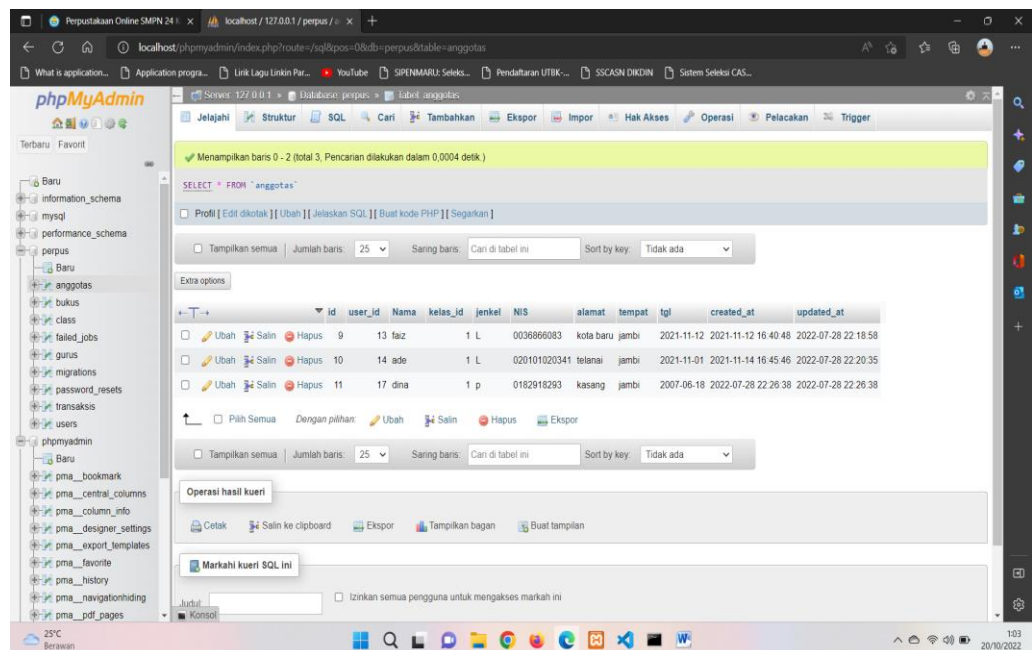 Perpustakaan Online SMPN 24 K
localhost / 127.0.0.1 / perpus / a
localhost/phpmyadmin/index.php?route=/sql&pos=0&db=perpus&table=anggotas
What is application...
Application progra...
Lirik Lagu Linkin Par...
YouTube
SIPENMARU: Seleks...
Pendaftaran UTBK-...
SSCASN DIKDIN
Sistem Seleksi CAS...
phpMyAdmin
Terbaru Favorit
Baru
information_schema
mysql
performance_schema
perpus
Baru
anggotas
bukus
class
failed_jobs
gurus
migrations
password_resets
transaksis
users
phpmyadmin
Baru
pma__bookmark
pma__central_columns
pma__column_info
pma__designer_settings
pma__export_templates
pma__favorite
pma__history
pma__navigationhiding
pma__pdf_pages
Server: 127.0.0.1 » Database: perpus » Tabel: anggotas
Jelajahi Struktur SQL Cari Tambahkan Ekspor Impor Hak Akses Operasi Pelacakan Trigger
Menampilkan baris 0 - 2 (total 3, Pencarian dilakukan dalam 0,0004 detik.)
SELECT * FROM `anggotas`
Profil [ Edit dikotak ] [ Ubah ] [ Jelaskan SQL ] [ Buat kode PHP ] [ Segarkan ]
Tampilkan semua | Jumlah baris: 25 Saring baris: Cari di tabel ini Sort by key: Tidak ada
Extra options
←T→ id user_id Nama kelas_id jenkel NIS alamat tempat tgl created_at updated_at
Ubah Salin Hapus 9 13 faiz 1 L 0036866083 kota baru jambi 2021-11-12 2021-11-12 16:40:48 2022-07-28 22:18:58
Ubah Salin Hapus 10 14 ade 1 L 020101020341 telanai jambi 2021-11-01 2021-11-14 16:45:46 2022-07-28 22:20:35
Ubah Salin Hapus 11 17 dina 1 p 0182918293 kasang jambi 2007-06-18 2022-07-28 22:26:38 2022-07-28 22:26:38
Pilih Semua Dengan pilihan: Ubah Salin Hapus Ekspor
Tampilkan semua | Jumlah baris: 25 Saring baris: Cari di tabel ini Sort by key: Tidak ada
Operasi hasil kueri
Cetak Salin ke clipboard Ekspor Tampilkan bagan Buat tampilan
Markahi kueri SQL ini
Judul: Izinkan semua pengguna untuk mengakses markah ini
Konsol
25°C
Berawan
1:03
20/10/2022